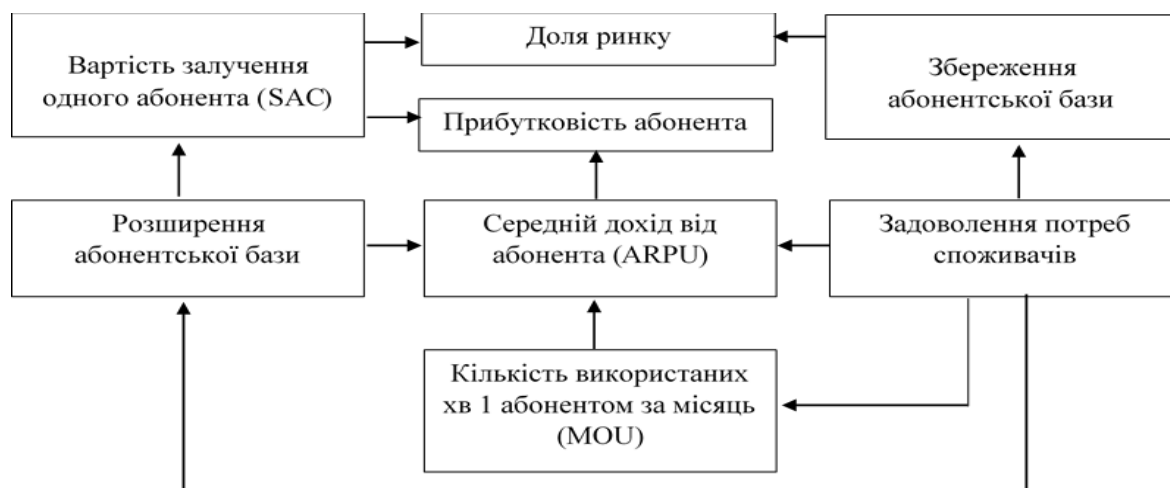 Доля ринку
Вартість залучення
одного абонента (SAC)
Збереження
абонентської бази
Прибутковість абонента
Розширення
абонентської бази
Середній дохід від
абонента (ARPU)
Задоволення потреб
споживачів
Кількість використаних
хв 1 абонентом за місяць
(MOU)